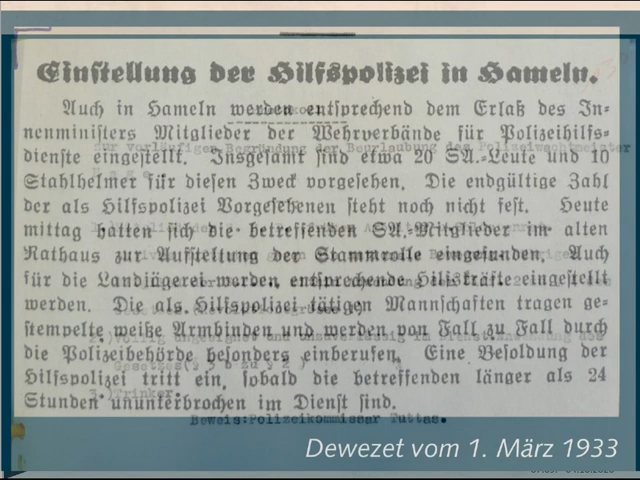 Einstellung der Hilfspolizei in Hameln.
Auch in Hameln werden entsprechend dem Erlaß des In-
nenministers Mitglieder der Wehrverbände für Polizeihilfs-
dienste eingestellt. Insgesamt sind etwa 20 SA.-Leute und 10
Stahlhelmer für diesen Zweck vorgesehen. Die endgültige Zahl
der als Hilfspolizei Vorgesehenen steht noch nicht fest. Heute
mittag hatten sich die betreffenden SA.-Mitglieder im alten
Rathaus zur Aufstellung der Stammrolle eingefunden. Auch
für die Landjägerei werden entsprechende Hilfskräfte eingestellt
werden. Die als Hilfspolizei tätigen Mannschaften tragen ge-
stempelte weiße Armbinden und werden von Fall zu Fall durch
die Polizeibehörde besonders einberufen. Eine Besoldung der
Hilfspolizei tritt ein, sobald die betreffenden länger als 24
Stunden ununterbrochen im Dienst sind.
Beweis: Polizeikommissar Tuttas.
Dewezet vom 1. März 1933